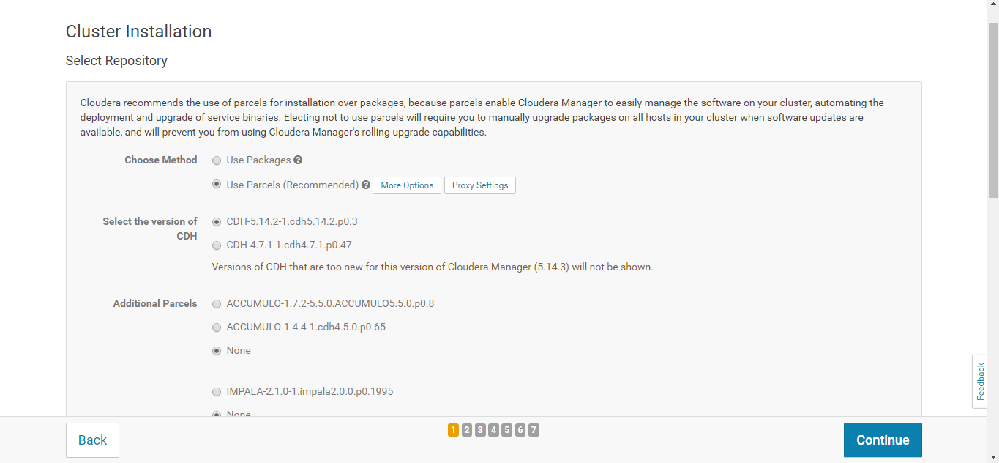 Cluster Installation
Select Repository
Cloudera recommends the use of parcels for installation over packages, because parcels enable Cloudera Manager to easily manage the software on your cluster, automating the
deployment and upgrade of service binaries. Electing not to use parcels will require you to manually upgrade packages on all hosts in your cluster when software updates are
available, and will prevent you from using Cloudera Manager's rolling upgrade capabilities.
Choose Method
Use Packages ?
Use Parcels (Recommended) ? More Options Proxy Settings
Select the version of
CDH
CDH-5.14.2-1.cdh5.14.2.p0.3
CDH-4.7.1-1.cdh4.7.1.p0.47
Versions of CDH that are too new for this version of Cloudera Manager (5.14.3) will not be shown.
Additional Parcels
ACCUMULO-1.7.2-5.5.0.ACCUMULO5.5.0.p0.8
ACCUMULO-1.4.4-1.cdh4.5.0.p0.65
None
IMPALA-2.1.0-1.impala2.0.0.p0.1995
None
Feedback
Back
1 2 3 4 5 6 7
Continue